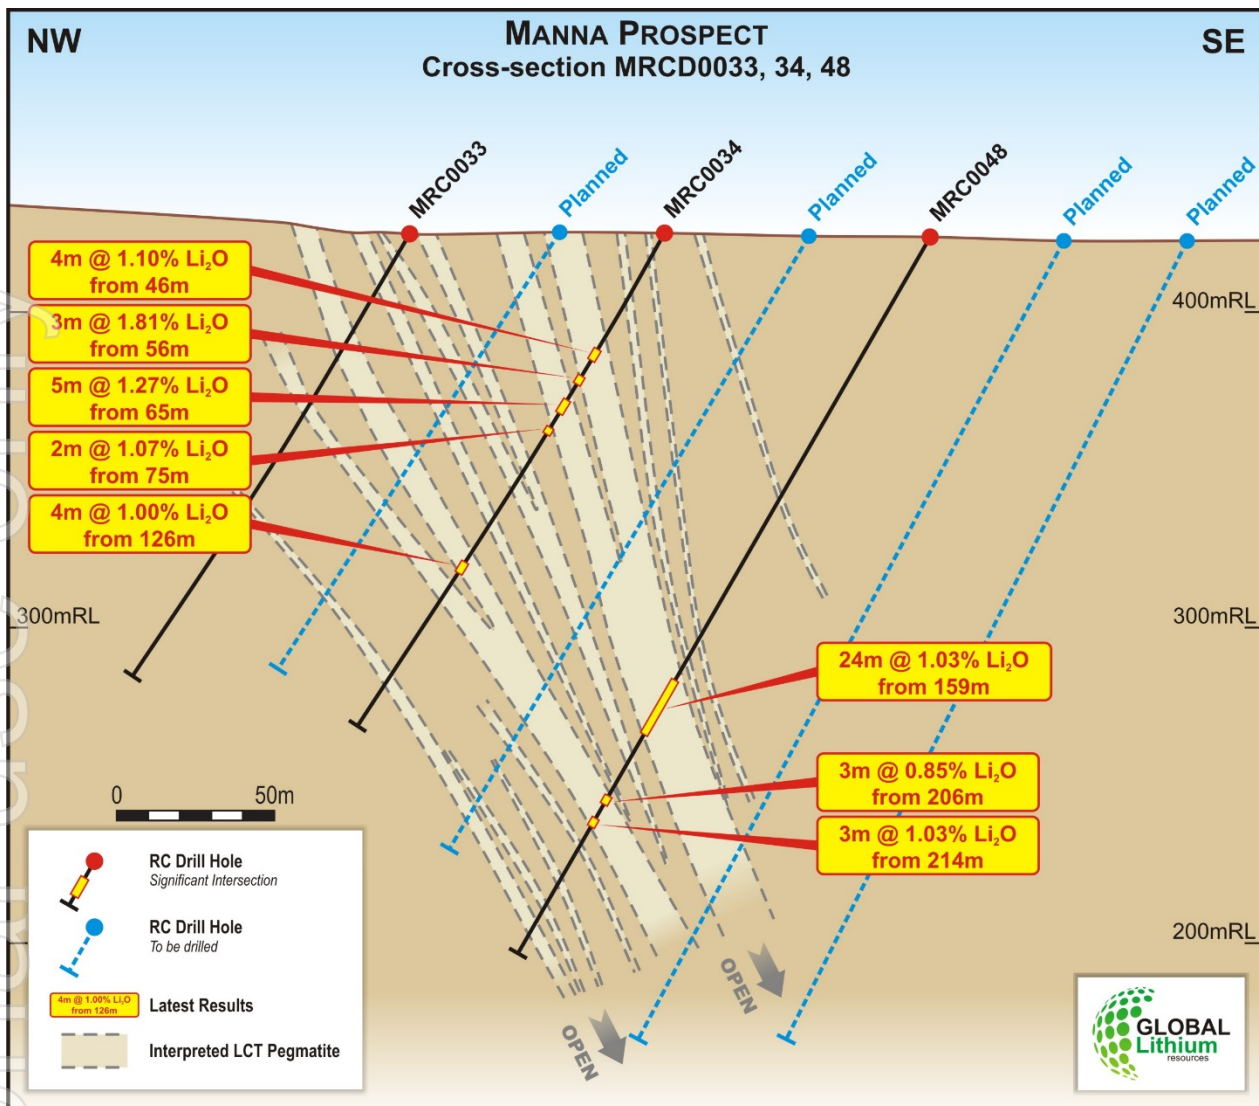 NW
MANNA PROSPECT
SE
Cross-section MRCD0033, 34, 48
MRC0033
Planned
MRC0034
Planned
MRC0048
Planned
Planned
4m @ 1.10% Li₂O
from 46m
3m @ 1.81% Li₂O
from 56m
5m @ 1.27% Li₂O
from 65m
2m @ 1.07% Li₂O
from 75m
4m @ 1.00% Li₂O
from 126m
400mRL
300mRL
300mRL
24m @ 1.03% Li₂O
from 159m
3m @ 0.85% Li₂O
from 206m
3m @ 1.03% Li₂O
from 214m
200mRL
OPEN
OPEN
0 50m
RC Drill Hole
Significant Intersection
RC Drill Hole
To be drilled
4m @ 1.00% Li₂O
from 126m
Latest Results
Interpreted LCT Pegmatite
GLOBAL
Lithium
resources